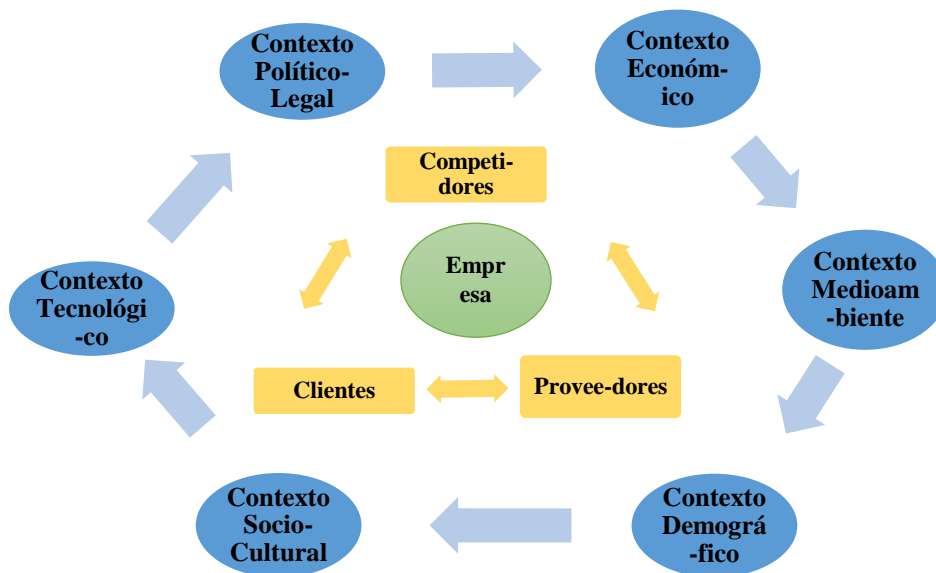 Contexto
Político-
Legal
Contexto
Económ-
ico
Competi-
dores
Empr
esa
Contexto
Tecnológi
-co
Contexto
Medioam
-biente
Clientes
Provee-dores
Contexto
Socio-
Cultural
Contexto
Demográ
-fico